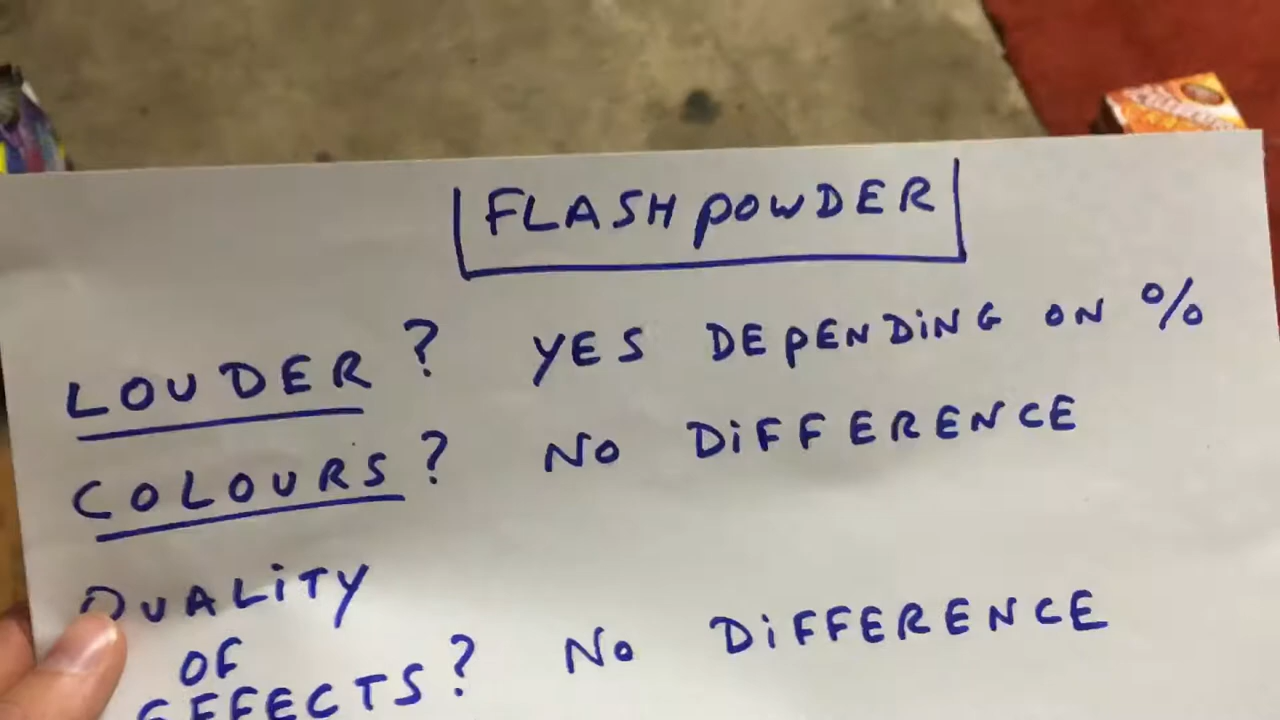 FLASH POWDER
LOUDER? YES DEPENDING ON %
COLOURS? NO DIFFERENCE
QUALITY
OF
EFFECTS? NO DIFFERENCE